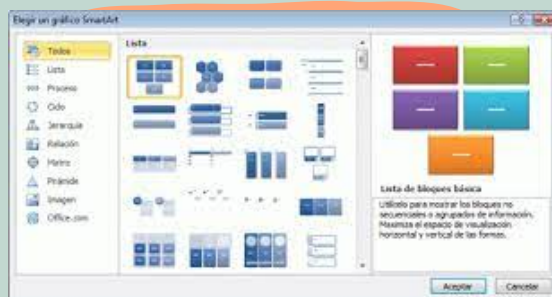 Elegir un gráfico SmartArt
Todos
Lista
Proceso
Ciclo
Jerarquía
Relación
Matriz
Pirámide
Imagen
Office.com
Lista
Lista de bloques básica
Utilícelo para mostrar los bloques no
secuenciales o agrupados de información.
Maximiza el espacio de visualización
horizontal y vertical de las formas.
Aceptar
Cancelar